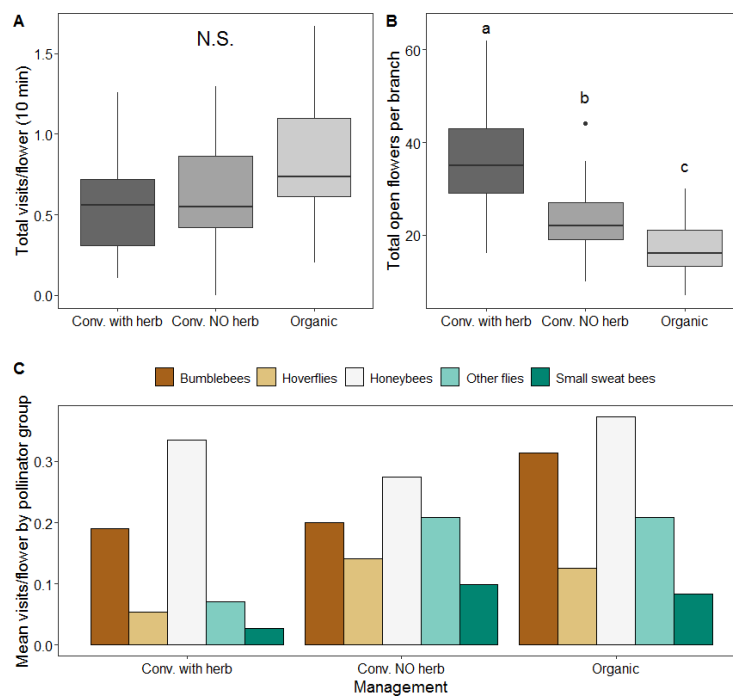 A
N.S.
Total visits/flower (10 min)
1.5
1.0
0.5
0.0
Conv. with herb Conv. NO herb Organic
B
a
b
c
Total open flowers per branch
60
40
20
Conv. with herb Conv. NO herb Organic
C
Bumblebees Hoverflies Honeybees Other flies Small sweat bees
Mean visits/flower by pollinator group
0.3
0.2
0.1
0.0
Conv. with herb Conv. NO herb Organic
Management